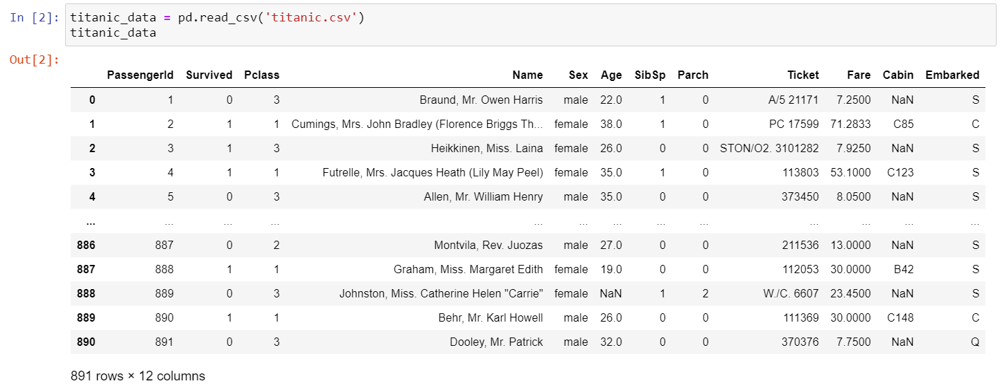 In [2]: titanic_data = pd.read_csv('titanic.csv')
titanic_data
Out[2]:
PassengerId Survived Pclass Name Sex Age SibSp Parch Ticket Fare Cabin Embarked
0 1 0 3 Braund, Mr. Owen Harris male 22.0 1 0 A/5 21171 7.2500 NaN S
1 2 1 1 Cumings, Mrs. John Bradley (Florence Briggs Th... female 38.0 1 0 PC 17599 71.2833 C85 C
2 3 1 3 Heikkinen, Miss. Laina female 26.0 0 0 STON/O2. 3101282 7.9250 NaN S
3 4 1 1 Futrelle, Mrs. Jacques Heath (Lily May Peel) female 35.0 1 0 113803 53.1000 C123 S
4 5 0 3 Allen, Mr. William Henry male 35.0 0 0 373450 8.0500 NaN S
... ... ... ... ... ... ... ... ... ... ... ... ...
886 887 0 2 Montvila, Rev. Juozas male 27.0 0 0 211536 13.0000 NaN S
887 888 1 1 Graham, Miss. Margaret Edith female 19.0 0 0 112053 30.0000 B42 S
888 889 0 3 Johnston, Miss. Catherine Helen "Carrie" female NaN 1 2 W./C. 6607 23.4500 NaN S
889 890 1 1 Behr, Mr. Karl Howell male 26.0 0 0 111369 30.0000 C148 C
890 891 0 3 Dooley, Mr. Patrick male 32.0 0 0 370376 7.7500 NaN Q
891 rows × 12 columns